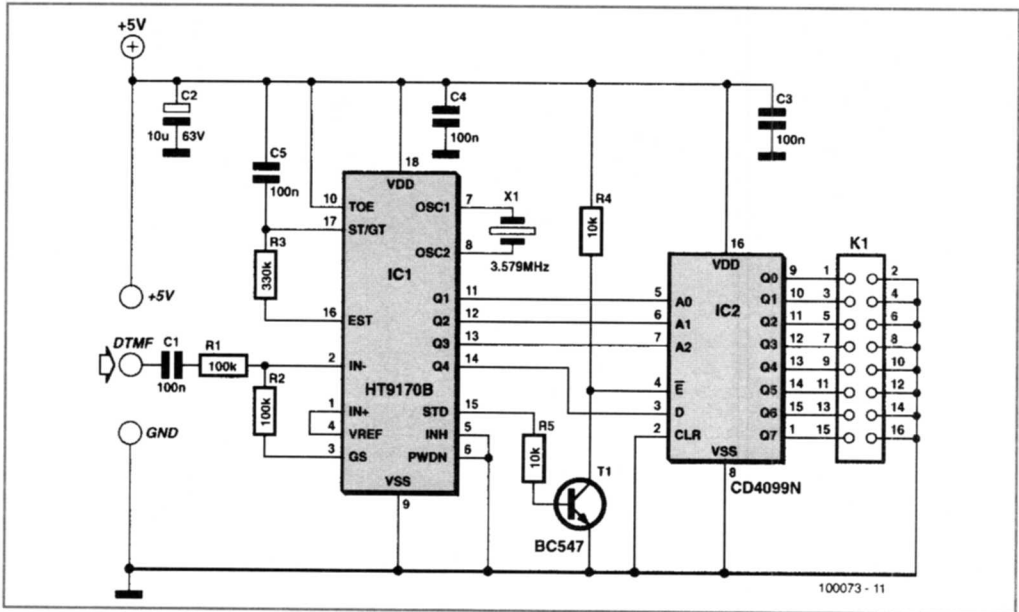 +5V
C2
10u 63V
C5
100n
C4
100n
C3
100n
18
VDD
10 TOE
17 ST/GT
OSC1 7
X1
OSC2 8
3.579MHz
R3
330k
IC1
R4
10k
16
VDD
K1
16 EST
Q1 11
Q2 12
Q3 13
Q4 14
5 A0
6 A1
7 A2
IC2
Q0 9 1 2
Q1 10 3 4
Q2 11 5 6
Q3 12 7 8
Q4 13 9 10
Q5 14 11 12
Q6 15 13 14
Q7 1 15 16
+5V
DTMF
C1
100n
R1
100k
R2
100k
2 IN-
HT9170B
1 IN+
4 VREF
3 GS
STD 15
INH 5
PWDN 6
VSS
9
R5
10k
4 E
3 D
2 CLR
VSS
8
CD4099N
T1
BC547
GND
100073 - 11